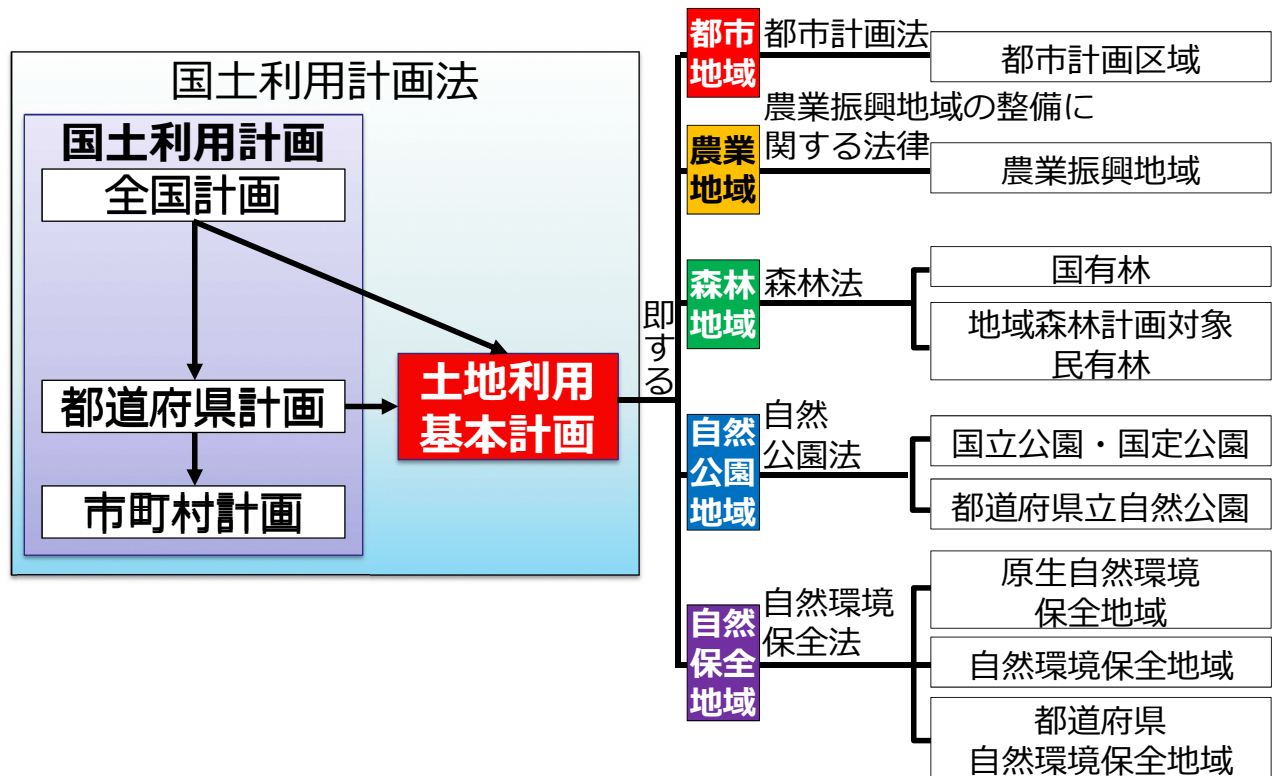 国土利用計画法
国土利用計画
全国計画
都道府県計画
市町村計画
土地利用
基本計画
即する
都市
地域
都市計画法
都市計画区域
農業
地域
農業振興地域の整備に
関する法律
農業振興地域
森林
地域
森林法
国有林
地域森林計画対象
民有林
自然
公園
地域
自然
公園法
国立公園・国定公園
都道府県立自然公園
自然
保全
地域
自然環境
保全法
原生自然環境
保全地域
自然環境保全地域
都道府県
自然環境保全地域